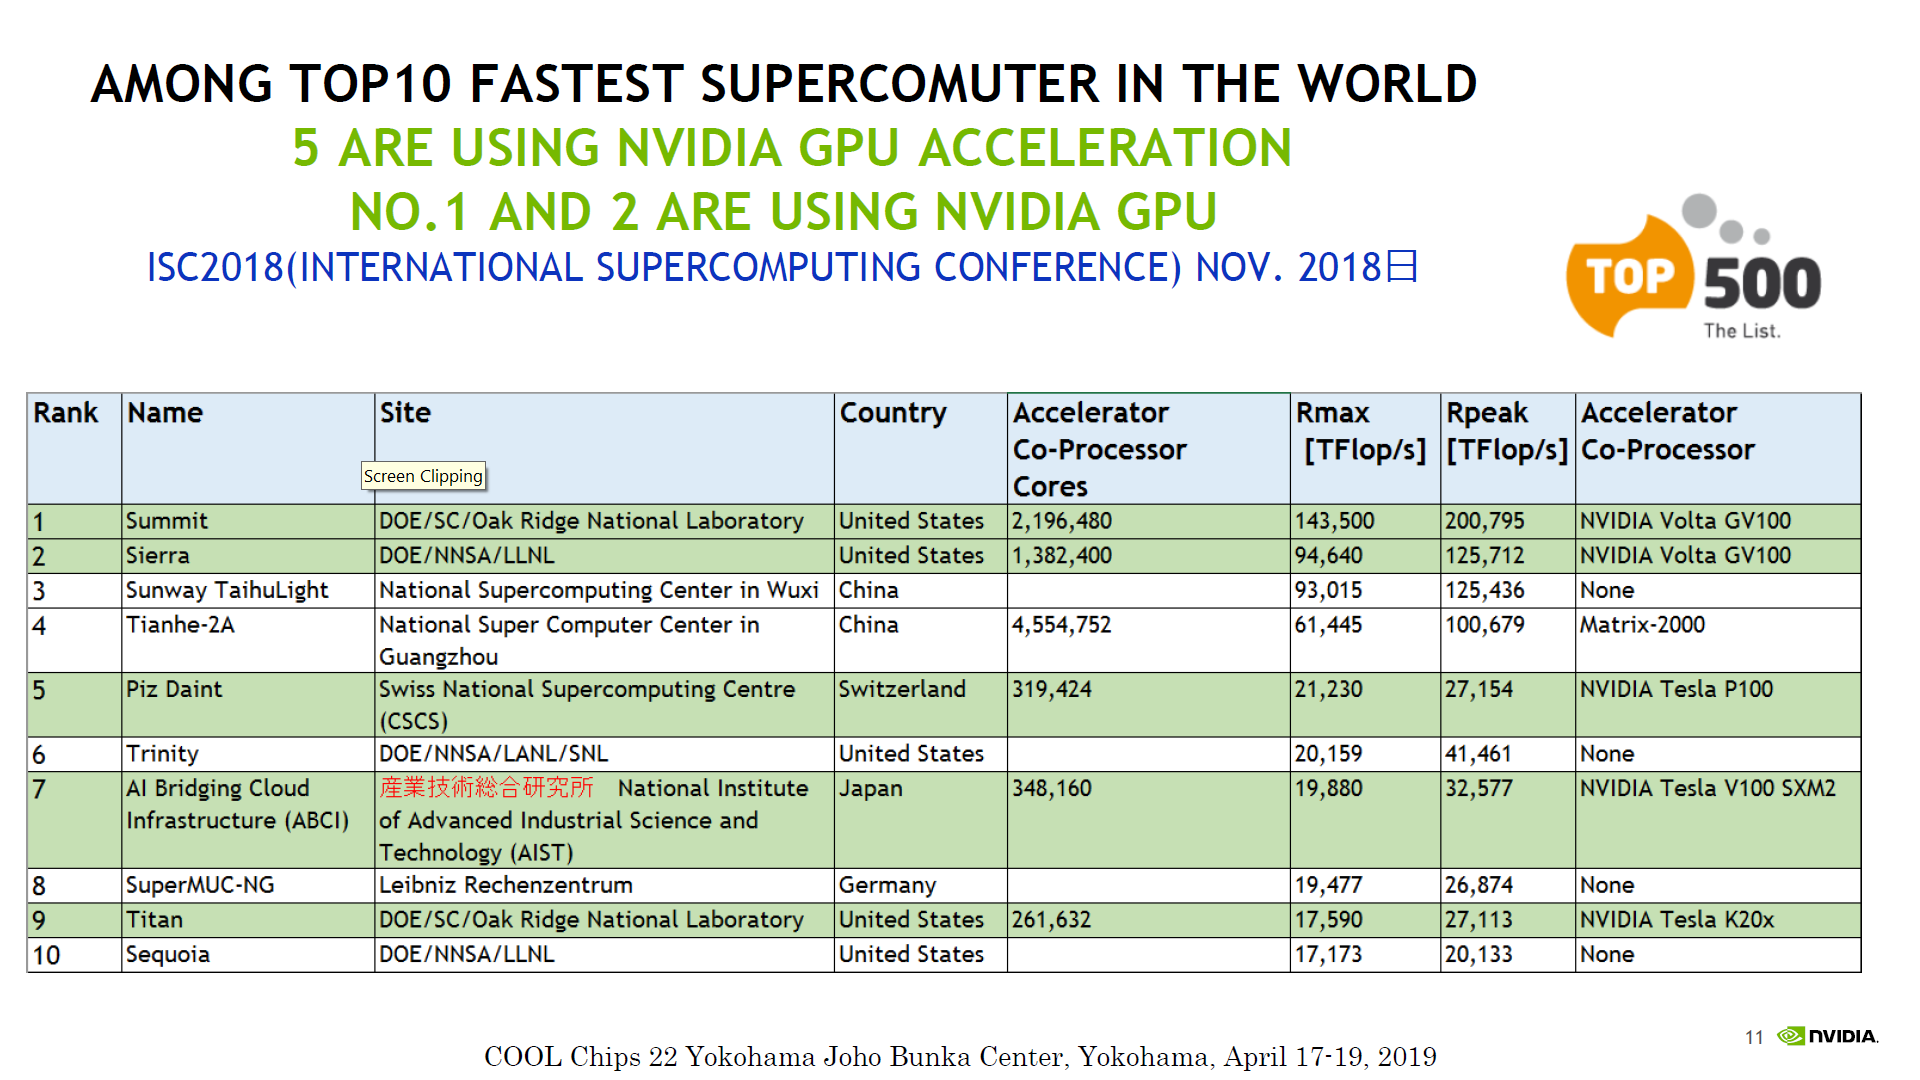 AMONG TOP10 FASTEST SUPERCOMUTER IN THE WORLD
5 ARE USING NVIDIA GPU ACCELERATION
NO.1 AND 2 ARE USING NVIDIA GPU
ISC2018(INTERNATIONAL SUPERCOMPUTING CONFERENCE) NOV. 2018日
TOP 500
The List.
Rank Name Site Country Accelerator Co-Processor Cores Rmax [TFlop/s] Rpeak [TFlop/s] Accelerator Co-Processor
Screen Clipping
1 Summit DOE/SC/Oak Ridge National Laboratory United States 2,196,480 143,500 200,795 NVIDIA Volta GV100
2 Sierra DOE/NNSA/LLNL United States 1,382,400 94,640 125,712 NVIDIA Volta GV100
3 Sunway TaihuLight National Supercomputing Center in Wuxi China 93,015 125,436 None
4 Tianhe-2A National Super Computer Center in Guangzhou China 4,554,752 61,445 100,679 Matrix-2000
5 Piz Daint Swiss National Supercomputing Centre (CSCS) Switzerland 319,424 21,230 27,154 NVIDIA Tesla P100
6 Trinity DOE/NNSA/LANL/SNL United States 20,159 41,461 None
7 AI Bridging Cloud Infrastructure (ABCI) 産業技術総合研究所 National Institute of Advanced Industrial Science and Technology (AIST) Japan 348,160 19,880 32,577 NVIDIA Tesla V100 SXM2
8 SuperMUC-NG Leibniz Rechenzentrum Germany 19,477 26,874 None
9 Titan DOE/SC/Oak Ridge National Laboratory United States 261,632 17,590 27,113 NVIDIA Tesla K20x
10 Sequoia DOE/NNSA/LLNL United States 17,173 20,133 None
11 NVIDIA.
COOL Chips 22 Yokohama Joho Bunka Center, Yokohama, April 17-19, 2019